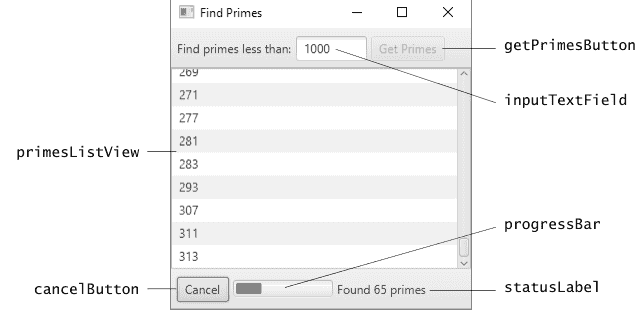 Find Primes
Find primes less than: 1000 Get Primes
getPrimesButton
269
inputTextField
271
277
281
primesListView
283
293
307
progressBar
311
313
cancelButton
Cancel
Found 65 primes
statusLabel